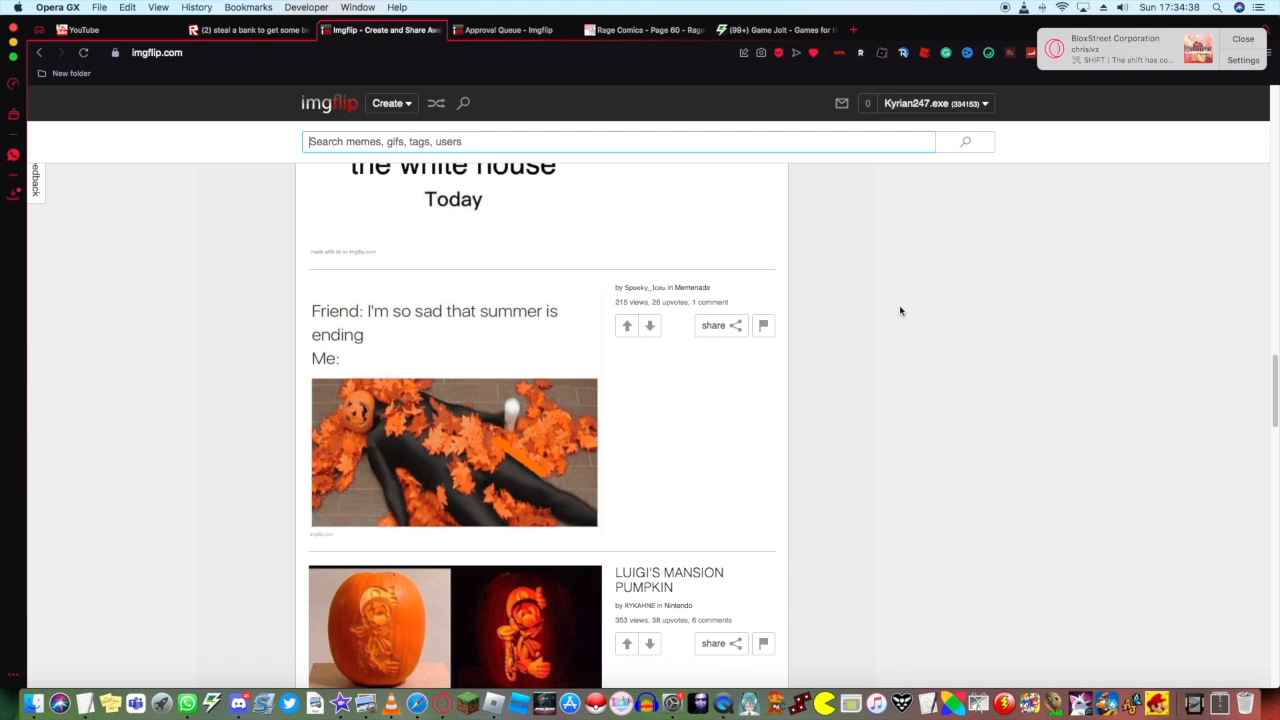 Opera GX File Edit View History Bookmarks Developer Window Help
Sun 17:34:38
YouTube
(2) steal a bank to get some b
Imgflip - Create and Share Awe
Approval Queue - Imgflip
Rage Comics - Page 60 - Rage
(99+) Game Jolt - Games for t
imgflip.com
BloxStreet Corporation
chrisivz
SHIFT | The shift has co...
Close
Settings
New folder
imgflip
Create
0
Kyrian247.exe (334153)
Search memes, gifs, tags, users
edback
the white house
Today
made with AI on imgflip.com
by Spooky_Iceu in Memenade
215 views, 26 upvotes, 1 comment
share
Friend: I'm so sad that summer is
ending
Me:
imgflip.com
LUIGI'S MANSION
PUMPKIN
by RYKAHNE in Nintendo
353 views, 38 upvotes, 6 comments
share